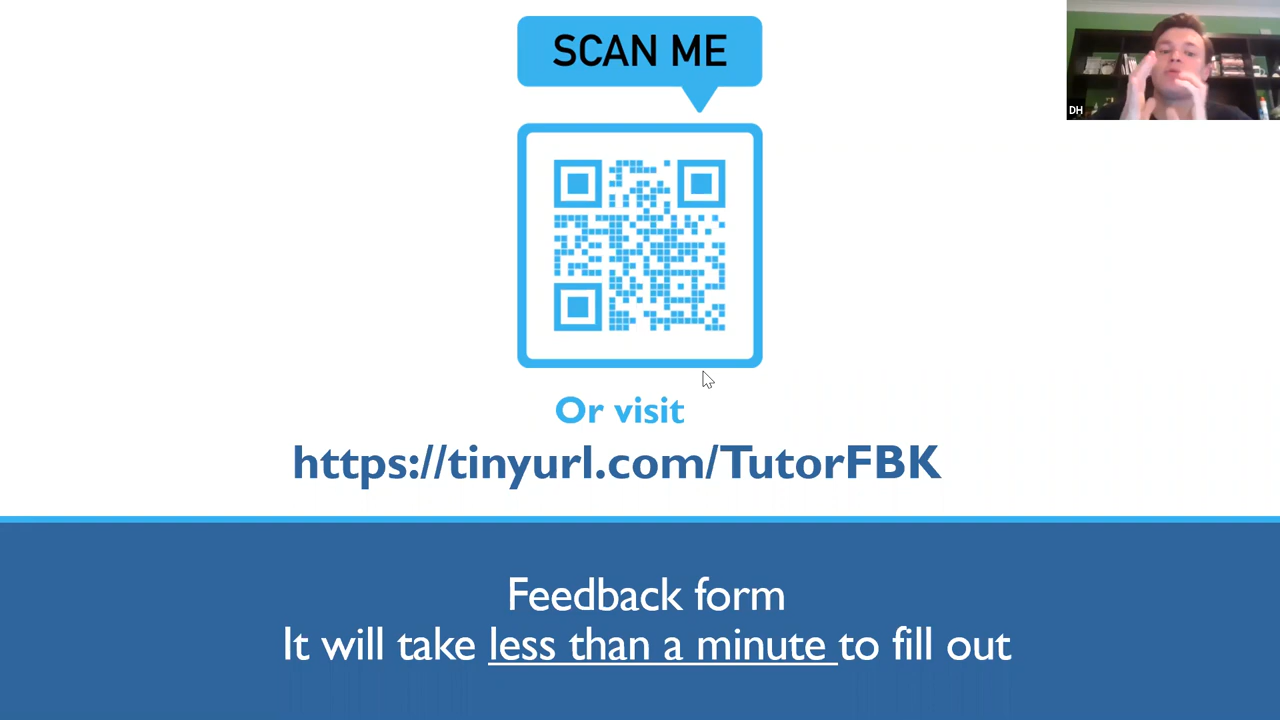 SCAN ME
DH
Or visit
https://tinyurl.com/TutorFBK
Feedback form
It will take less than a minute to fill out